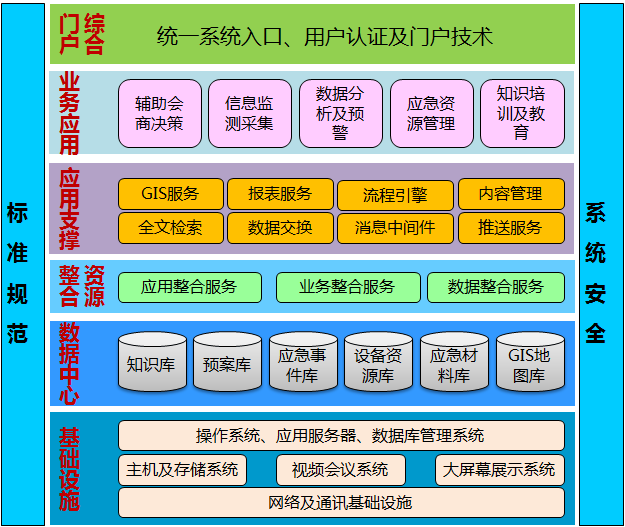 标准规范
系统安全
综合门户
统一系统入口、用户认证及门户技术
业务应用
辅助会
商决策
信息监
测采集
数据分
析及预
警
应急资
源管理
知识培
训及教
育
应用支撑
GIS服务
报表服务
流程引擎
内容管理
全文检索
数据交换
消息中间件
推送服务
资源整合
应用整合服务
业务整合服务
数据整合服务
数据中心
知识库
预案库
应急事
件库
设备资
源库
应急材
料库
GIS地
图库
基础设施
操作系统、应用服务器、数据库管理系统
主机及存储系统
视频会议系统
大屏幕展示系统
网络及通讯基础设施